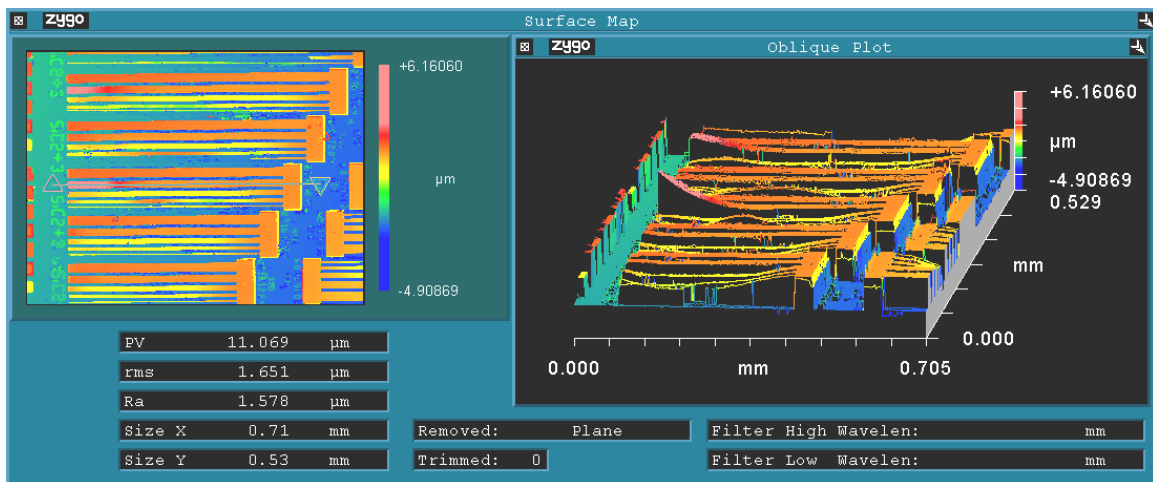 zygo Surface Map
+6.16060
µm
-4.90869
zygo Oblique Plot
+6.16060
µm
-4.90869
0.529
mm
0.000
0.000 mm 0.705
PV 11.069 µm
rms 1.651 µm
Ra 1.578 µm
Size X 0.71 mm
Size Y 0.53 mm
Removed: Plane
Trimmed: 0
Filter High Wavelen: mm
Filter Low Wavelen: mm